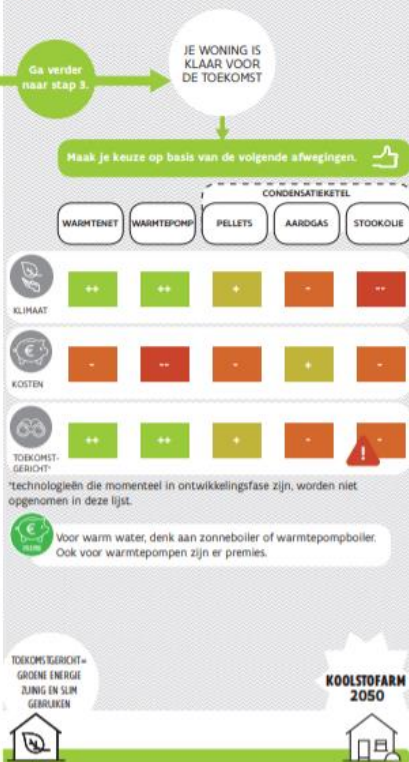 Ga verder
naar stap 3.
JE WONING IS
KLAAR VOOR
DE TOEKOMST
Maak je keuze op basis van de volgende afwegingen.
CONDENSATIEKETEL
WARMTENET WARMTEPOMP PELLETS AARDGAS STOOKOLIE
++ ++ + - --
KLIMAAT
€
- -- - + -
KOSTEN
++ ++ + - -
!
TOEKOMST-
GERICHT*
*technologieën die momenteel in ontwikkelingsfase zijn, worden niet
opgenomen in deze lijst.
€
PREMIE
Voor warm water, denk aan zonneboiler of warmtepompboiler.
Ook voor warmtepompen zijn er premies.
TOEKOMSTGERICHT=
GROENE ENERGIE
ZUINIG EN SLIM
GEBRUIKEN
KOOLSTOFARM
2050